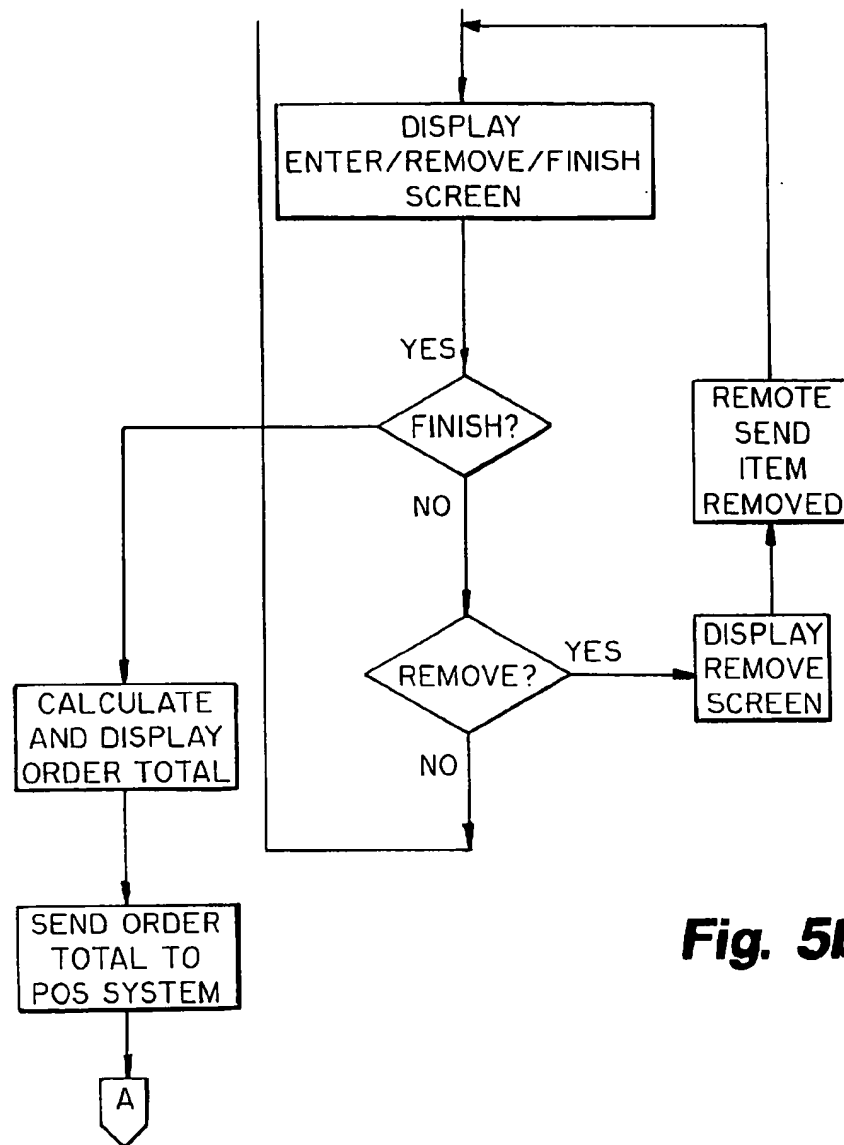 DISPLAY
ENTER/REMOVE/FINISH
SCREEN
YES
FINISH?
NO
REMOTE
SEND
ITEM
REMOVED
REMOVE?
YES
DISPLAY
REMOVE
SCREEN
NO
CALCULATE
AND DISPLAY
ORDER TOTAL
SEND ORDER
TOTAL TO
POS SYSTEM
A
Fig.